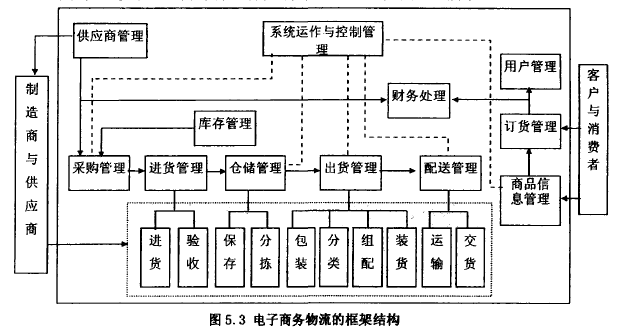 供应商管理
系统运作与控制管
理
用户管理
财务处理
制造商与供应商
客户与消费者
库存管理
订货管理
采购管理
进货管理
仓储管理
出货管理
配送管理
商品信
息管理
进货
验收
保存
分拣
包装
分类
组配
装货
运输
交货
图 5.3 电子商务物流的框架结构